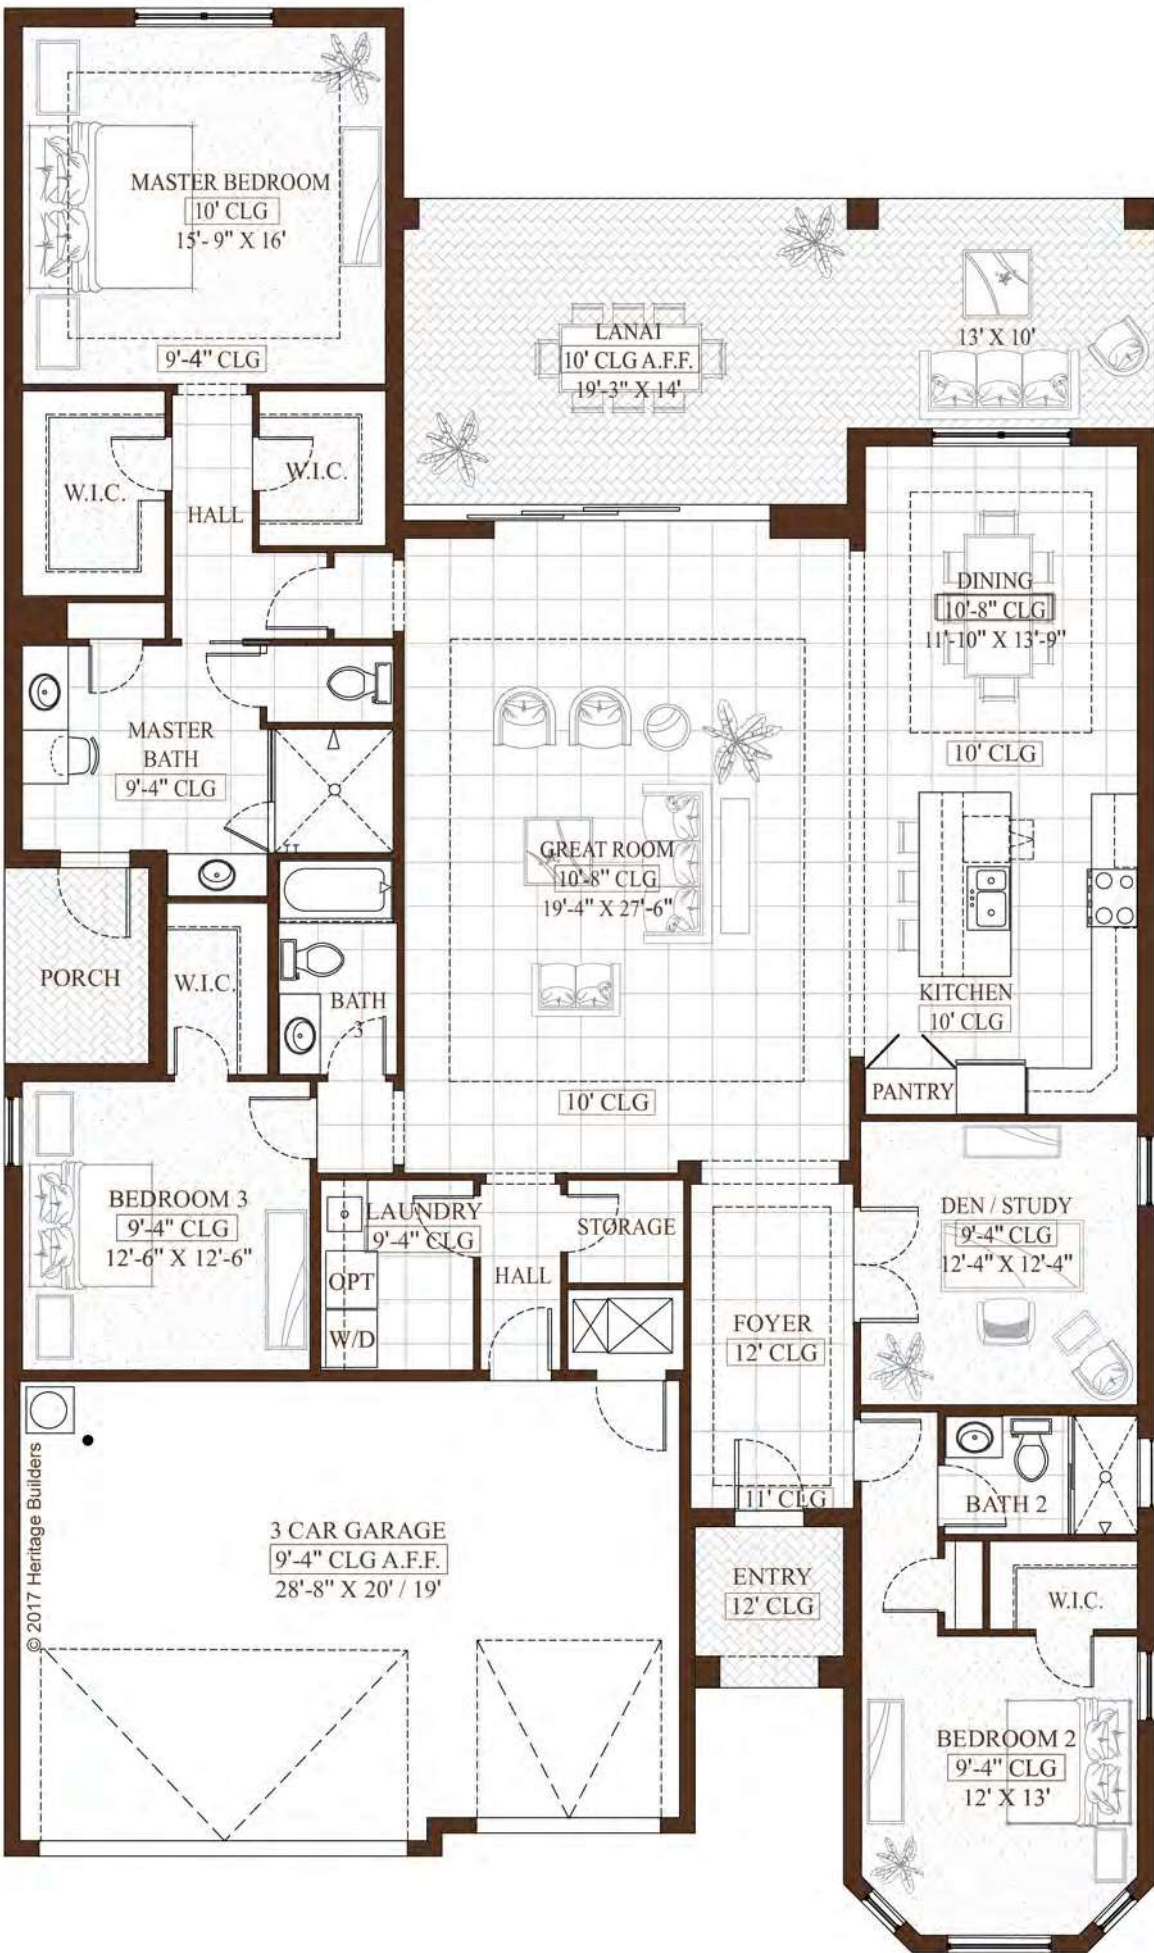 MASTER BEDROOM
10' CLG
15'- 9" X 16'
9'-4" CLG
LANAI
10' CLG A.F.F.
19'-3" X 14'
13' X 10'
W.I.C.
W.I.C.
HALL
DINING
10'-8" CLG
11'-10" X 13'-9"
10' CLG
MASTER
BATH
9'-4" CLG
GREAT ROOM
10'-8" CLG
19'-4" X 27'-6"
10' CLG
KITCHEN
10' CLG
PANTRY
PORCH
W.I.C.
BATH
3
BEDROOM 3
9'-4" CLG
12'-6" X 12'-6"
LAUNDRY
9'-4" CLG
OPT
W/D
HALL
STORAGE
FOYER
12' CLG
11' CLG
DEN / STUDY
9'-4" CLG
12'-4" X 12'-4"
BATH 2
W.I.C.
© 2017 Heritage Builders
3 CAR GARAGE
9'-4" CLG A.F.F.
28'-8" X 20' / 19'
ENTRY
12' CLG
BEDROOM 2
9'-4" CLG
12' X 13'